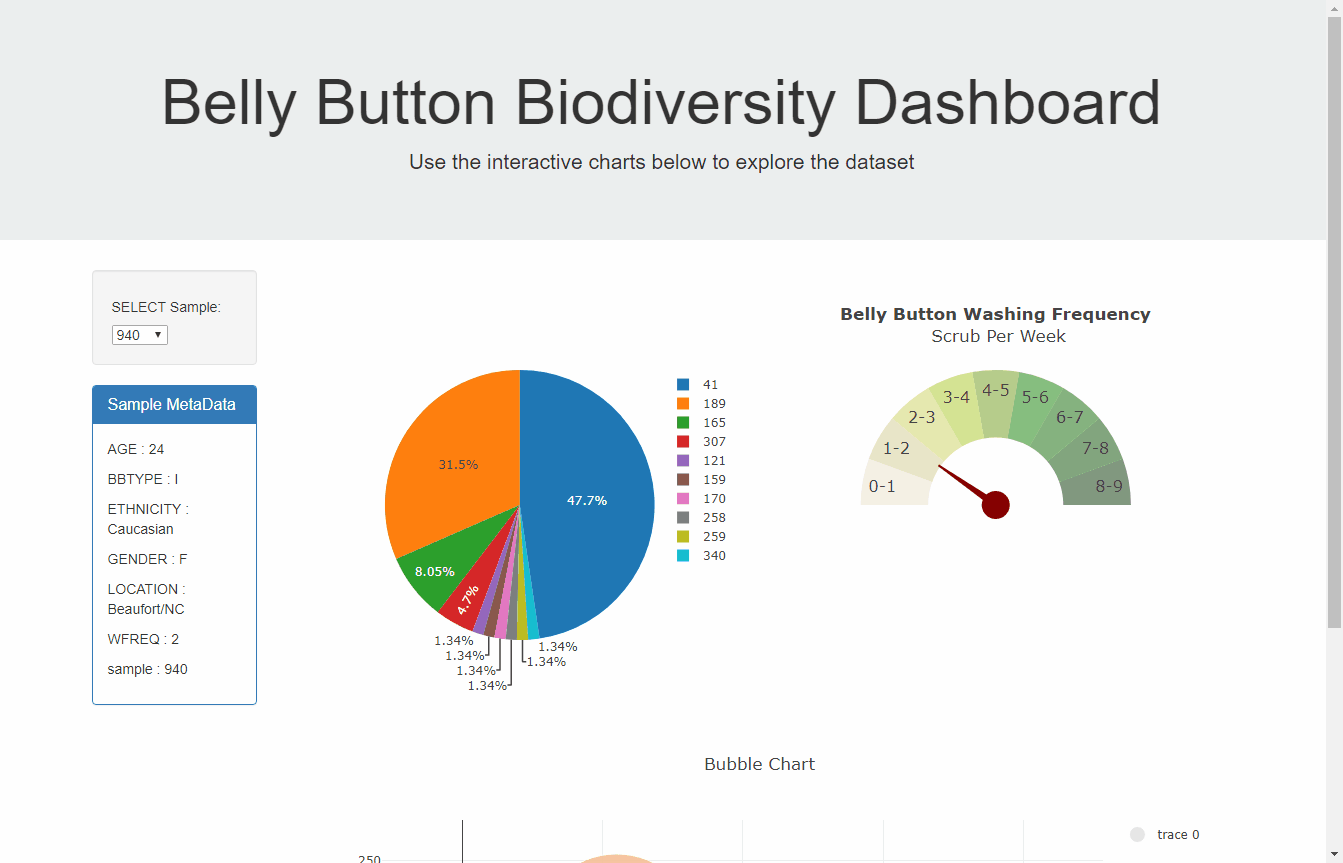 Belly Button Biodiversity Dashboard
Use the interactive charts below to explore the dataset
SELECT Sample:
940
Sample MetaData
AGE : 24
BBTYPE : I
ETHNICITY :
Caucasian
GENDER : F
LOCATION :
Beaufort/NC
WFREQ : 2
sample : 940
47.7%
31.5%
8.05%
4.7%
1.34%
1.34%
1.34%
1.34%
1.34%
1.34%
41
189
165
307
121
159
170
258
259
340
Belly Button Washing Frequency
Scrub Per Week
0-1
1-2
2-3
3-4
4-5
5-6
6-7
7-8
8-9
Bubble Chart
250
trace 0